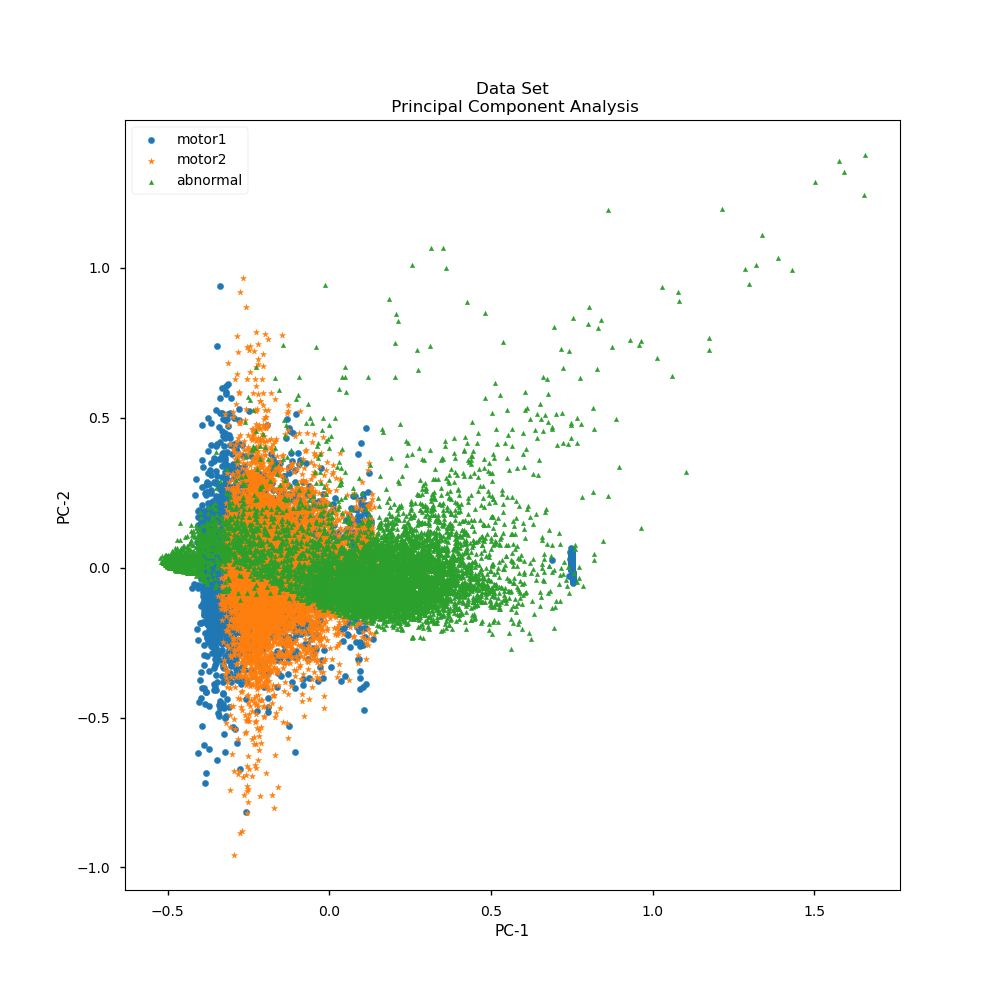 Data Set
Principal Component Analysis
motor1
motor2
abnormal
1.0
0.5
0.0
−0.5
−1.0
PC-2
−0.5 0.0 0.5 1.0 1.5
PC-1